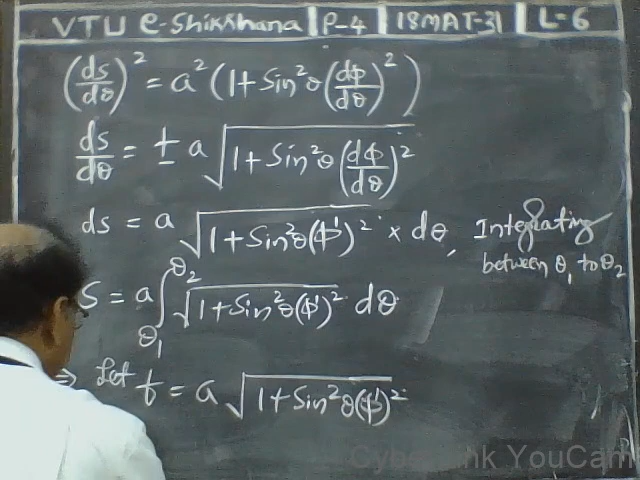 VTU e-Shikshana | P-4 | 18MAT-31 | L-6
(ds/dθ)² = a² (1 + Sin²θ (dϕ/dθ)²)
ds/dθ = ± a √(1 + Sin²θ (dϕ/dθ)²)
ds = a √(1 + Sin²θ (ϕ')²) × dθ, Integrating
between θ₁ to θ₂
S = a ∫_θ₁^θ₂ √(1 + Sin²θ (ϕ')²) dθ
⇒ Let f = a √(1 + Sin²θ (ϕ')²)
CyberLink YouCam